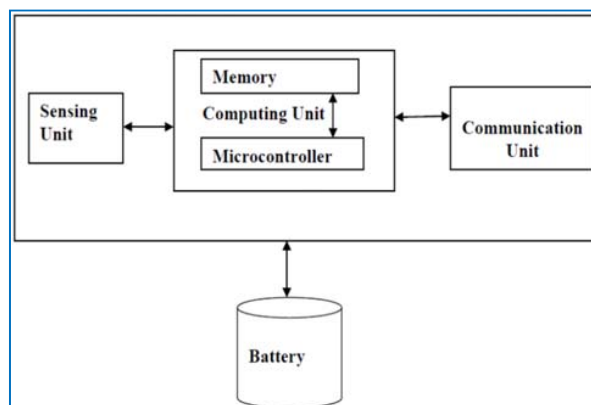 Memory
Sensing
Unit
Computing Unit
Microcontroller
Communication
Unit
Battery